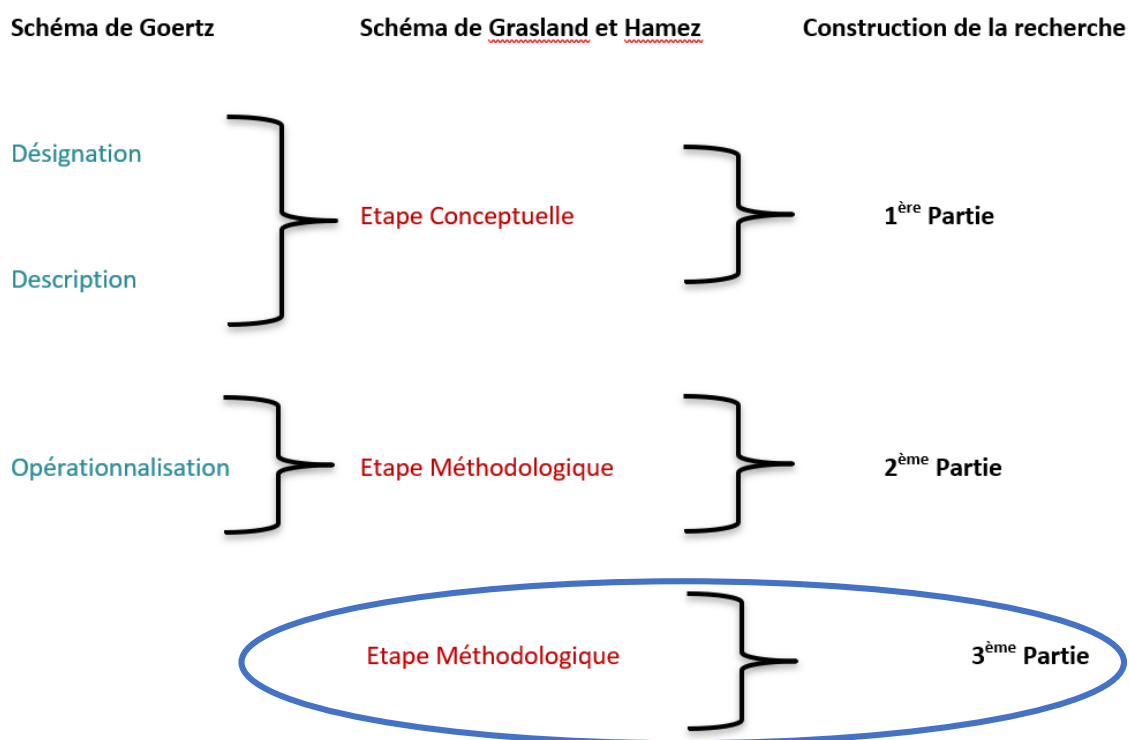 Schéma de Goertz Schéma de Grasland et Hamez Construction de la recherche
Désignation
Etape Conceptuelle 1ère Partie
Description
Opérationnalisation Etape Méthodologique 2ème Partie
Etape Méthodologique 3ème Partie